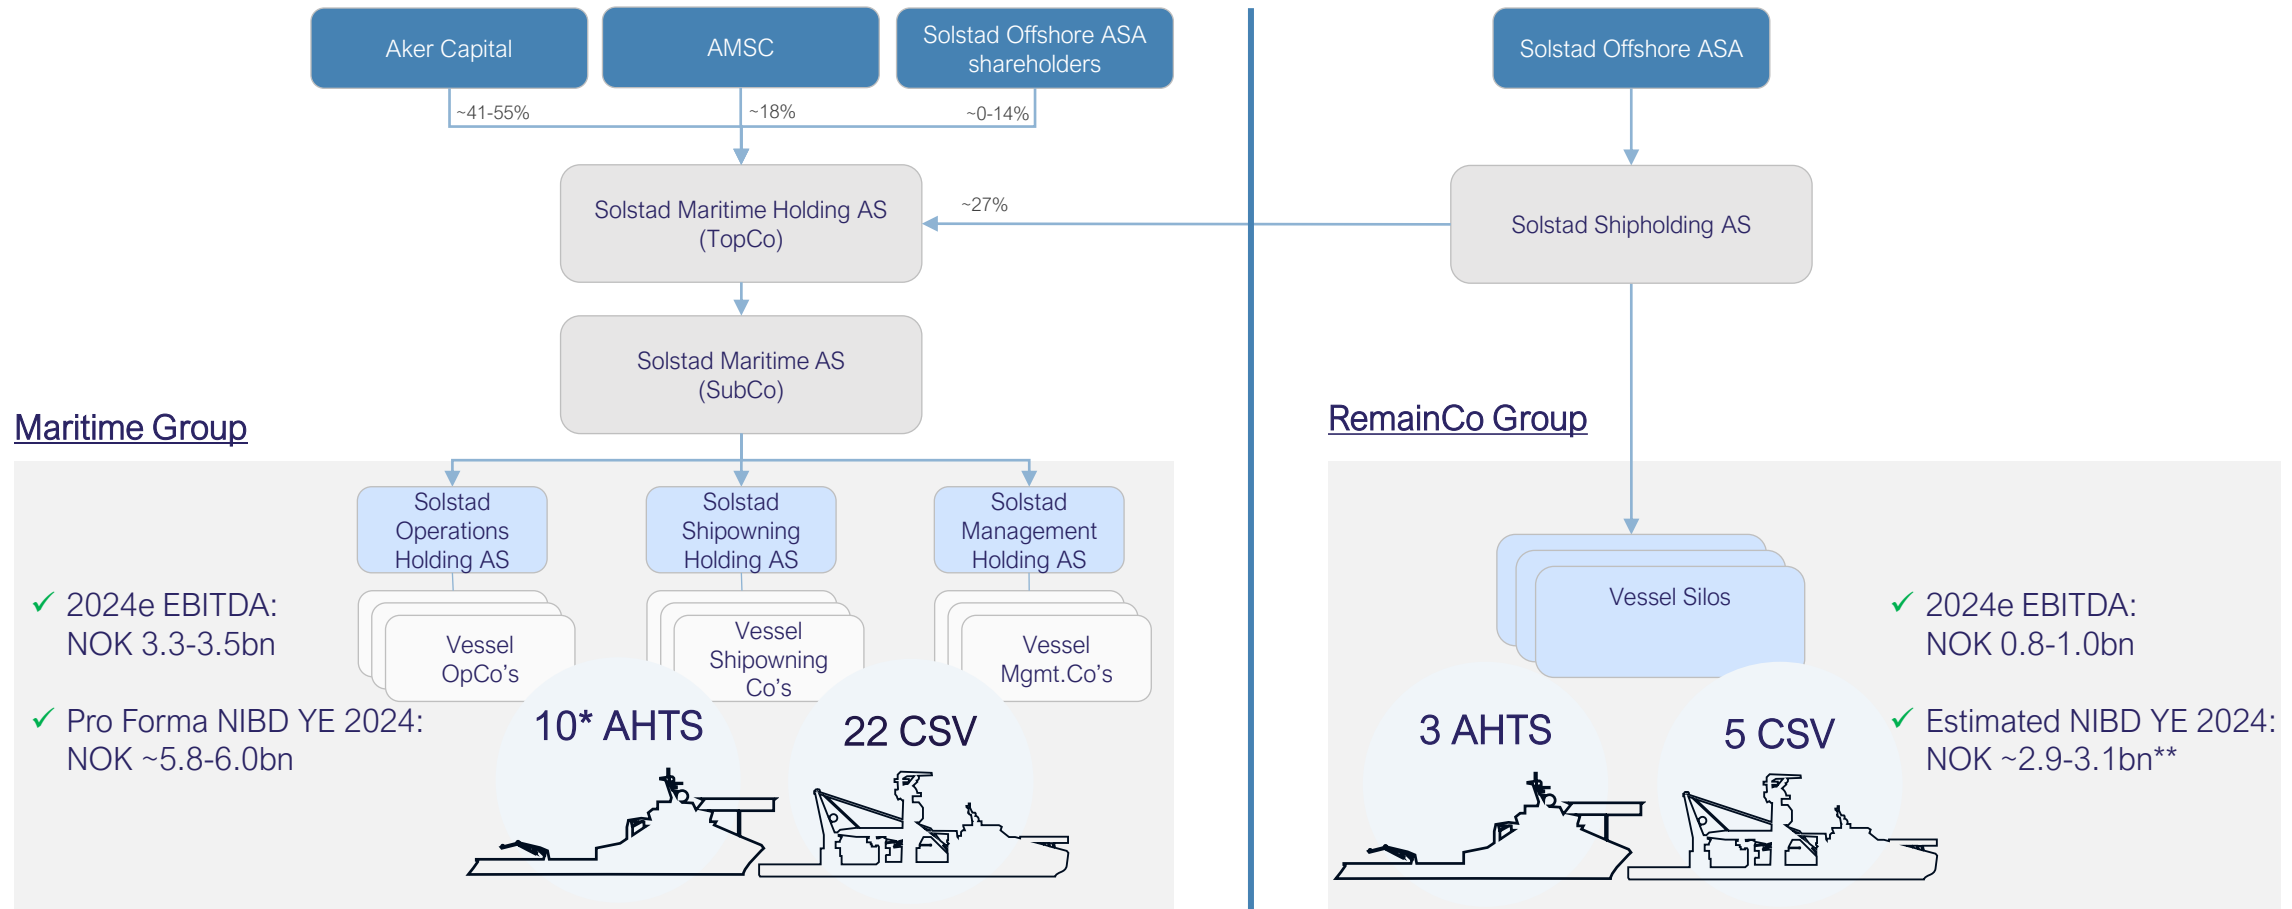 Aker Capital
AMSC
Solstad Offshore ASA
shareholders
Solstad Offshore ASA
~41-55%
~18%
~0-14%
Solstad Maritime Holding AS
(TopCo)
~27%
Solstad Shipholding AS
Solstad Maritime AS
(SubCo)
Maritime Group
RemainCo Group
Solstad
Operations
Holding AS
Solstad
Shipowning
Holding AS
Solstad
Management
Holding AS
Vessel
OpCo's
Vessel
Shipowning
Co's
Vessel
Mgmt.Co's
✓ 2024e EBITDA:
NOK 3.3-3.5bn
✓ Pro Forma NIBD YE 2024:
NOK ~5.8-6.0bn
10* AHTS
22 CSV
Vessel Silos
✓ 2024e EBITDA:
NOK 0.8-1.0bn
✓ Estimated NIBD YE 2024:
NOK ~2.9-3.1bn**
3 AHTS
5 CSV